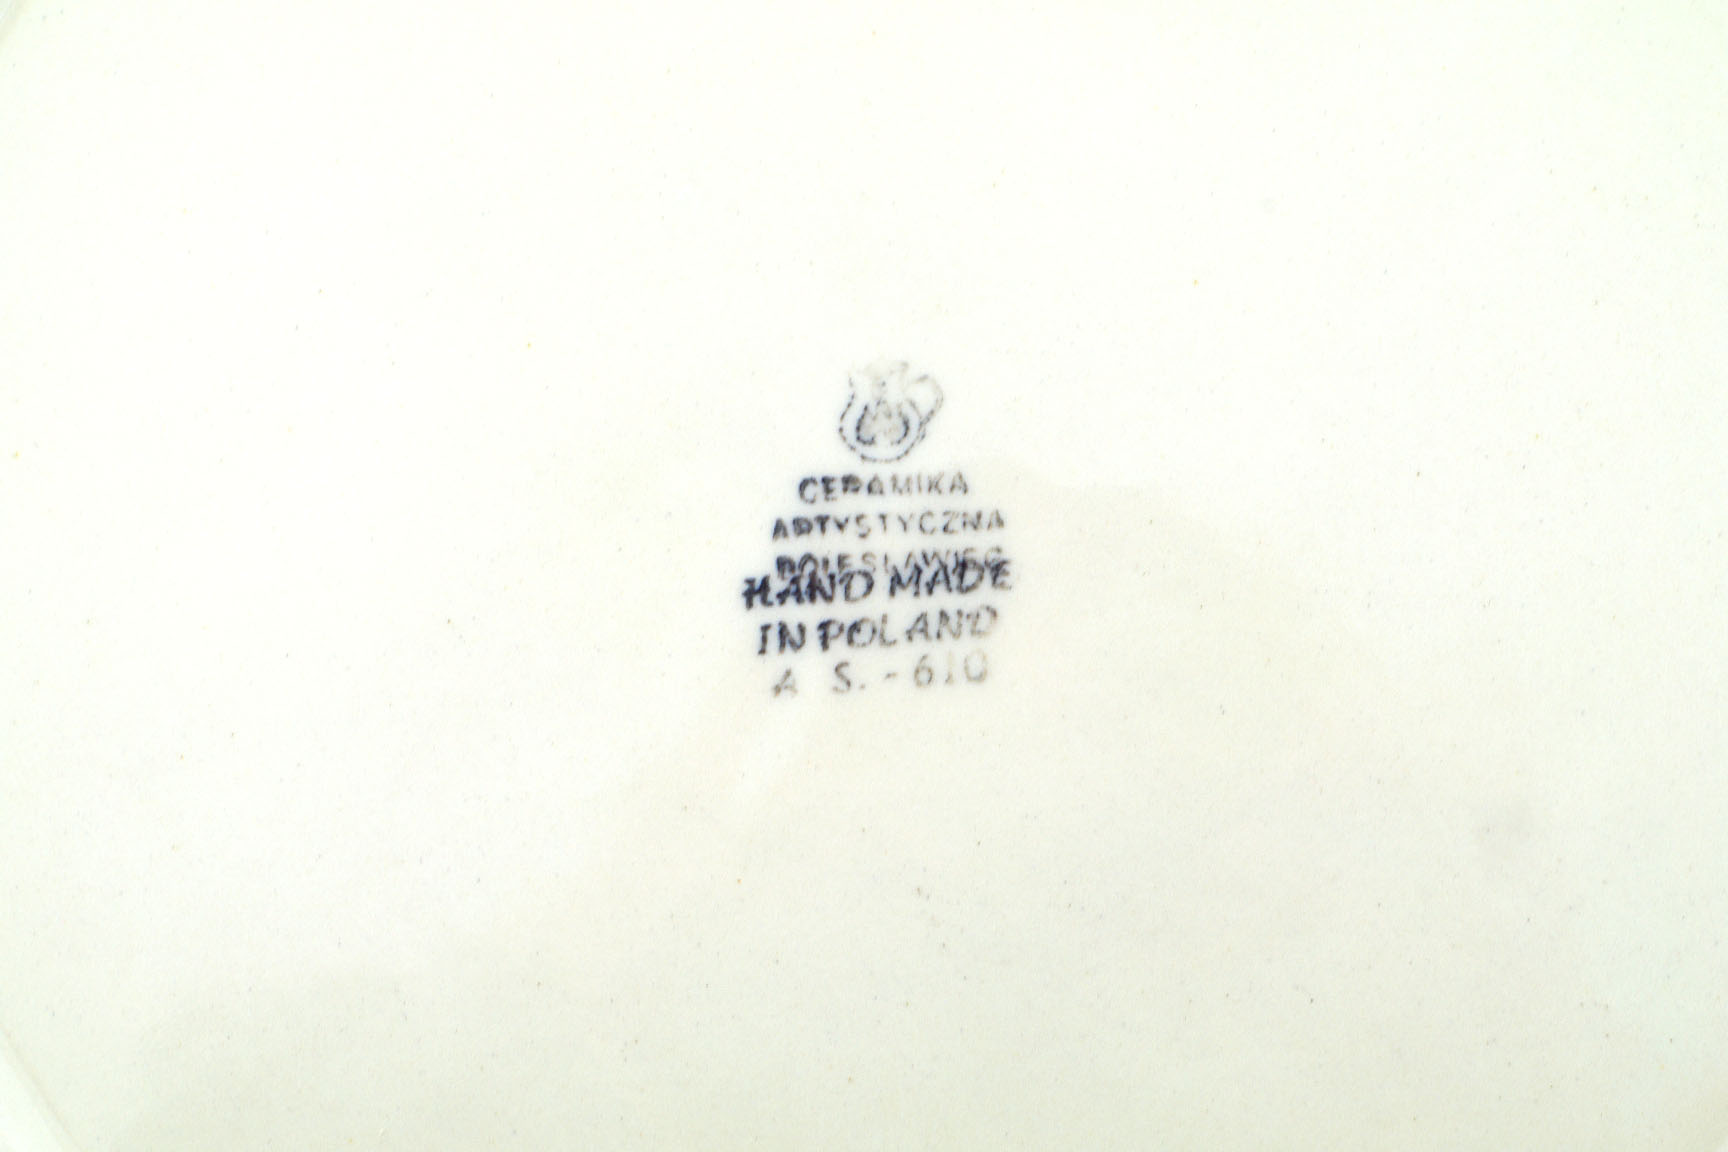 CERAMIKA
ARTYSTYCZNA
BOLESŁAWIEC
HAND MADE
IN POLAND
A S.-610